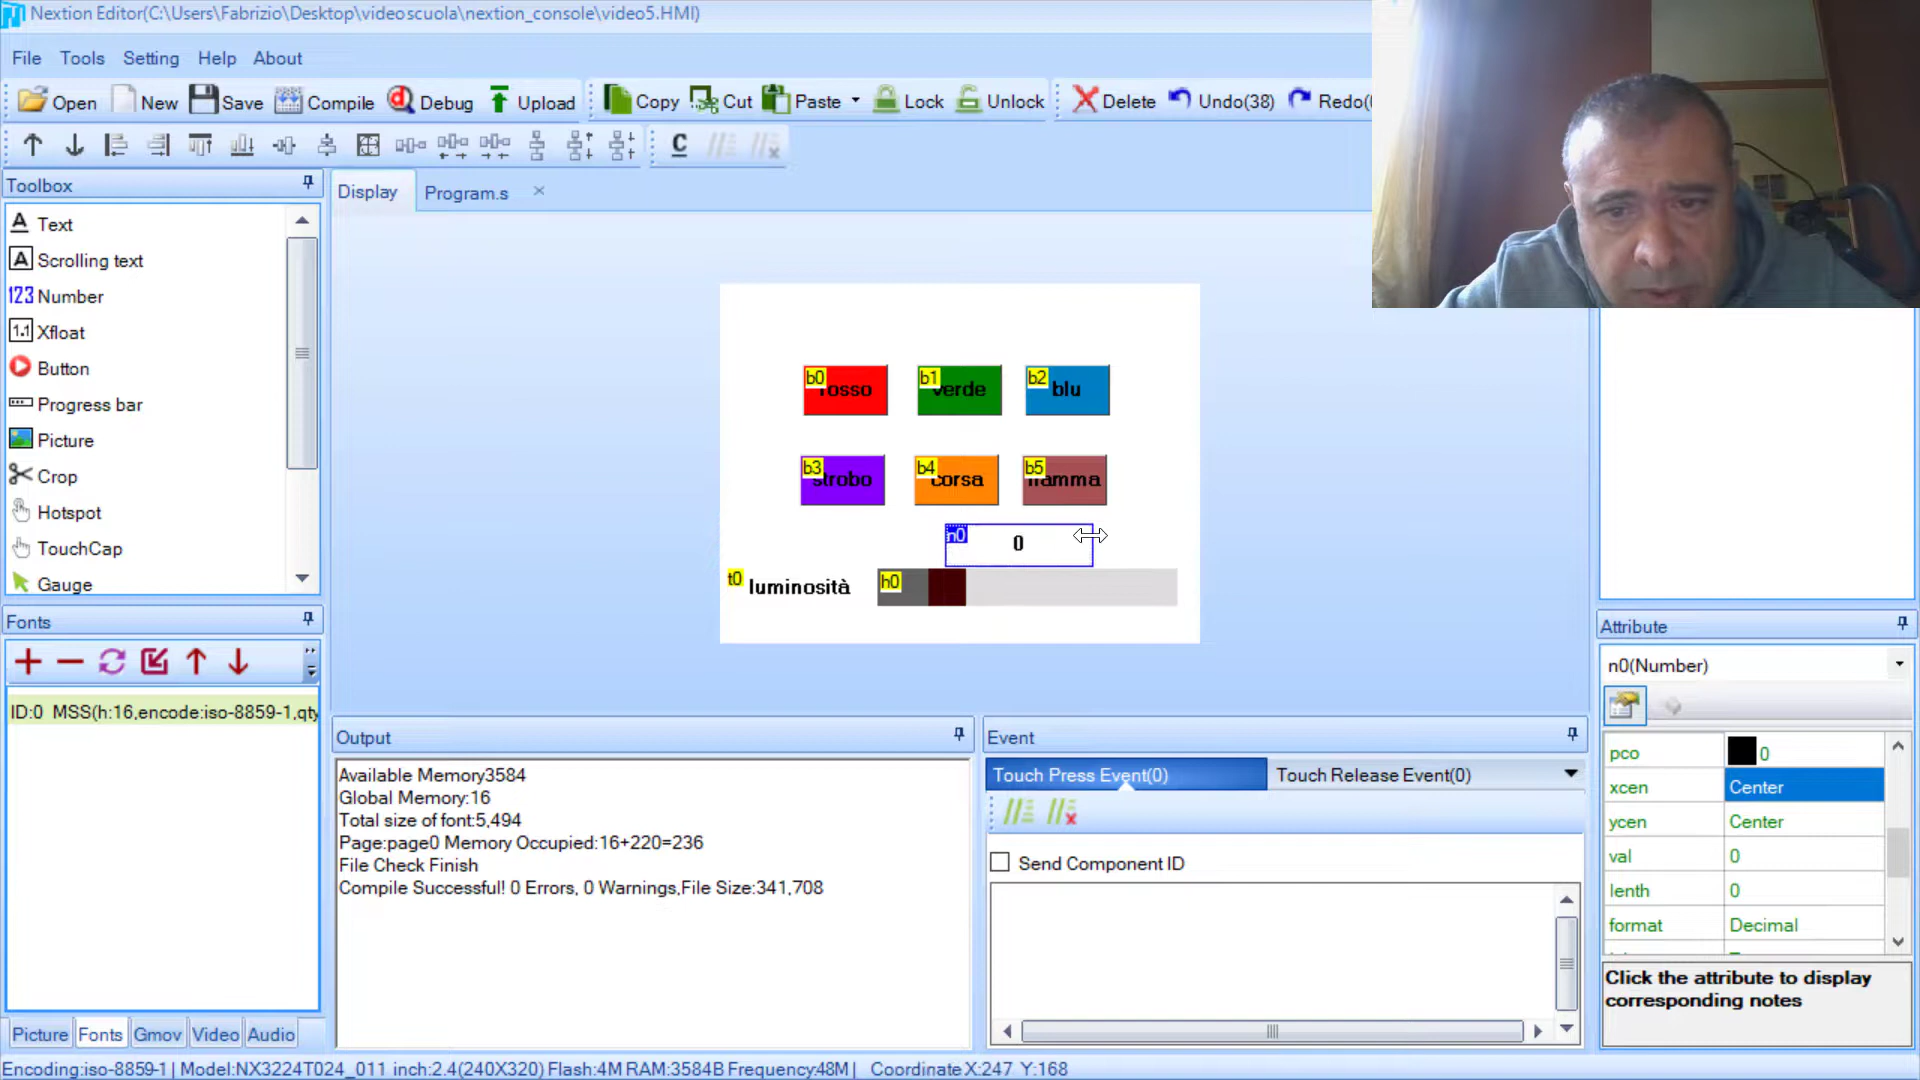 Nextion Editor(C:\Users\Fabrizio\Desktop\videoscuola\nextion_console\video5.HMI)
File Tools Setting Help About
Open New Save Compile Debug Upload Copy Cut Paste Lock Unlock Delete Undo(38) Redo(
C
Toolbox
Display Program.s
A Text
A Scrolling text
123 Number
1.1 Xfloat
Button
Progress bar
Picture
Crop
Hotspot
TouchCap
Gauge
b0 rosso b1 verde b2 blu
b3 strobo b4 corsa b5 fiamma
n0 0
t0 luminosità h0
Fonts
ID:0 MSS(h:16,encode:iso-8859-1,qty
Picture Fonts Gmov Video Audio
Output
Available Memory3584
Global Memory:16
Total size of font:5,494
Page:page0 Memory Occupied:16+220=236
File Check Finish
Compile Successful! 0 Errors, 0 Warnings,File Size:341,708
Event
Touch Press Event(0) Touch Release Event(0)
Send Component ID
Attribute
n0(Number)
pco 0
xcen Center
ycen Center
val 0
lenth 0
format Decimal
Click the attribute to display
corresponding notes
Encoding:iso-8859-1 | Model:NX3224T024_011 inch:2.4(240X320) Flash:4M RAM:3584B Frequency:48M | Coordinate X:247 Y:168